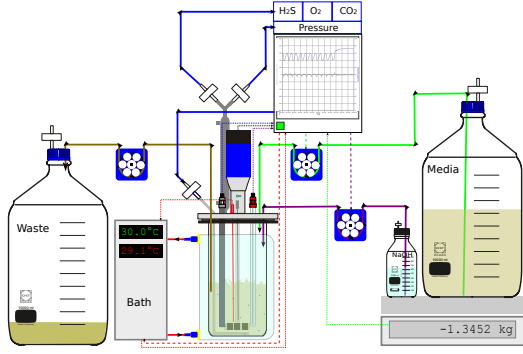 H₂S O₂ CO₂
Pressure
Waste
Media
30.0°C
29.1°C
Bath
NaOH
-1.3452 kg